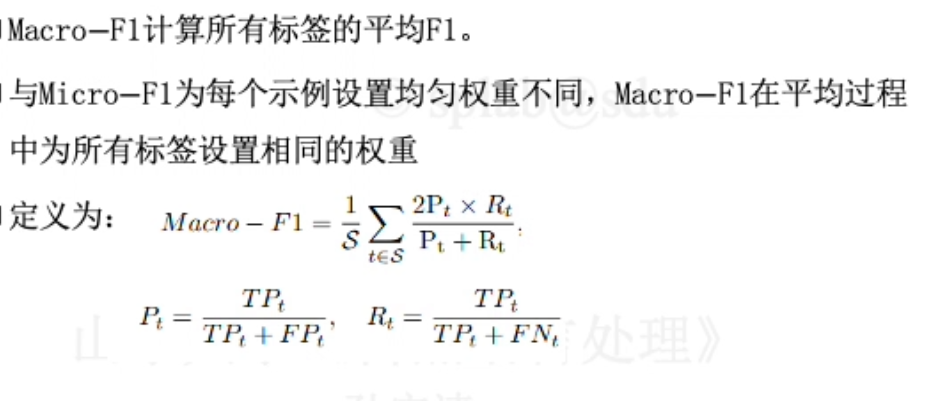 Macro-F1计算所有标签的平均F1。
与Micro-F1为每个示例设置均匀权重不同，Macro-F1在平均过程
中为所有标签设置相同的权重
定义为： Macro - F1 = \frac{1}{\mathcal{S}} \sum_{t \in \mathcal{S}} \frac{2P_t \times R_t}{P_t + R_t},
P_t = \frac{TP_t}{TP_t + FP_t}, R_t = \frac{TP_t}{TP_t + FN_t}
处理》